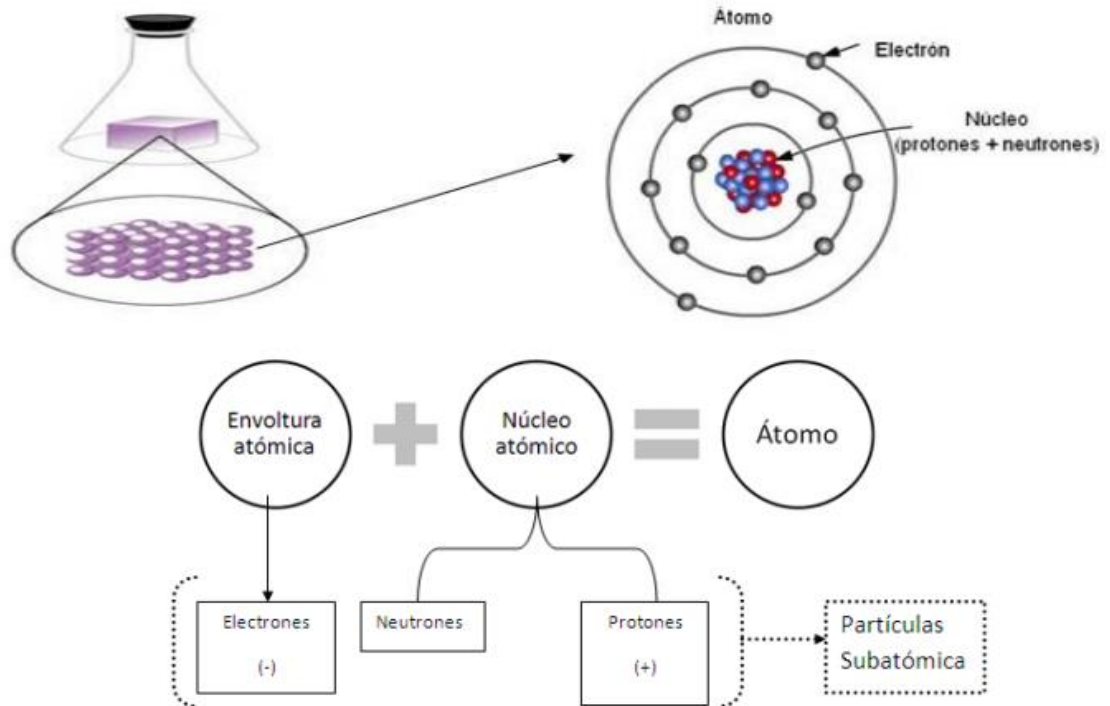 Átomo
Electrón
Núcleo
(protones + neutrones)
Envoltura
atómica
Núcleo
atómico
Átomo
Electrones
(-)
Neutrones
Protones
(+)
Partículas
Subatómica